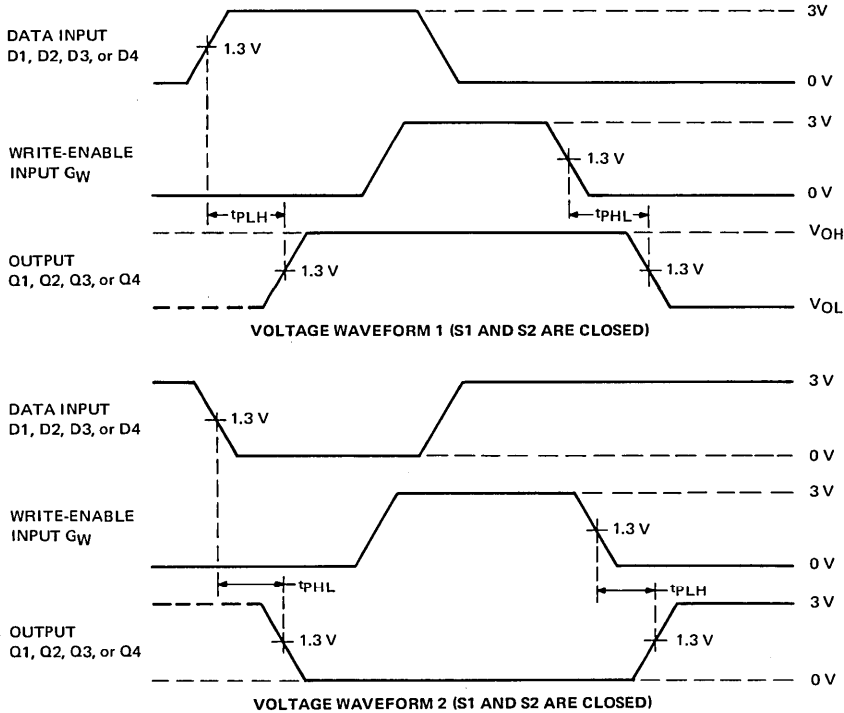 3V
DATA INPUT
D1, D2, D3, or D4
1.3 V
0 V
3 V
WRITE-ENABLE
INPUT GW
1.3 V
0 V
tPLH
tPHL
VOH
OUTPUT
Q1, Q2, Q3, or Q4
1.3 V
1.3 V
VOL
VOLTAGE WAVEFORM 1 (S1 AND S2 ARE CLOSED)
3 V
DATA INPUT
D1, D2, D3, or D4
1.3 V
0 V
3 V
WRITE-ENABLE
INPUT GW
1.3 V
0 V
tPHL
tPLH
3 V
OUTPUT
Q1, Q2, Q3, or Q4
1.3 V
1.3 V
0 V
VOLTAGE WAVEFORM 2 (S1 AND S2 ARE CLOSED)